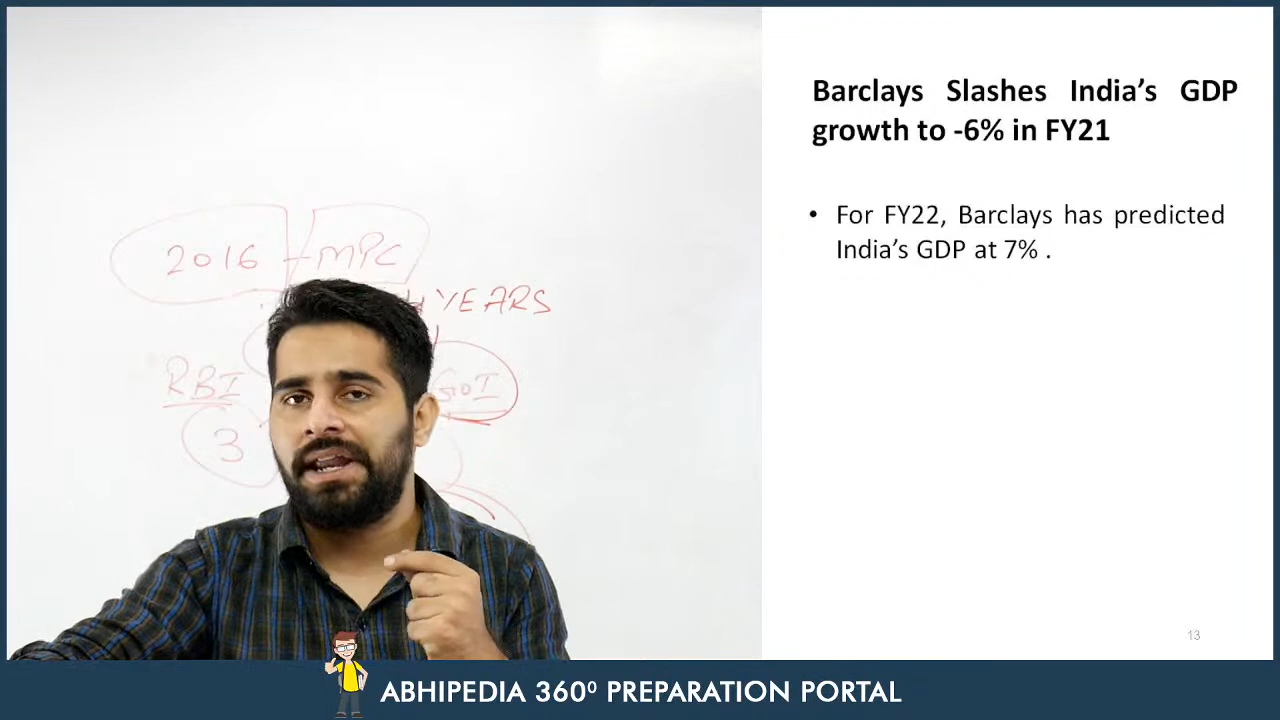 2016 - MPC
YEARS
RBI
GOI
3
Barclays Slashes India's GDP
growth to -6% in FY21
• For FY22, Barclays has predicted
India's GDP at 7% .
13
ABHIPEDIA 360⁰ PREPARATION PORTAL